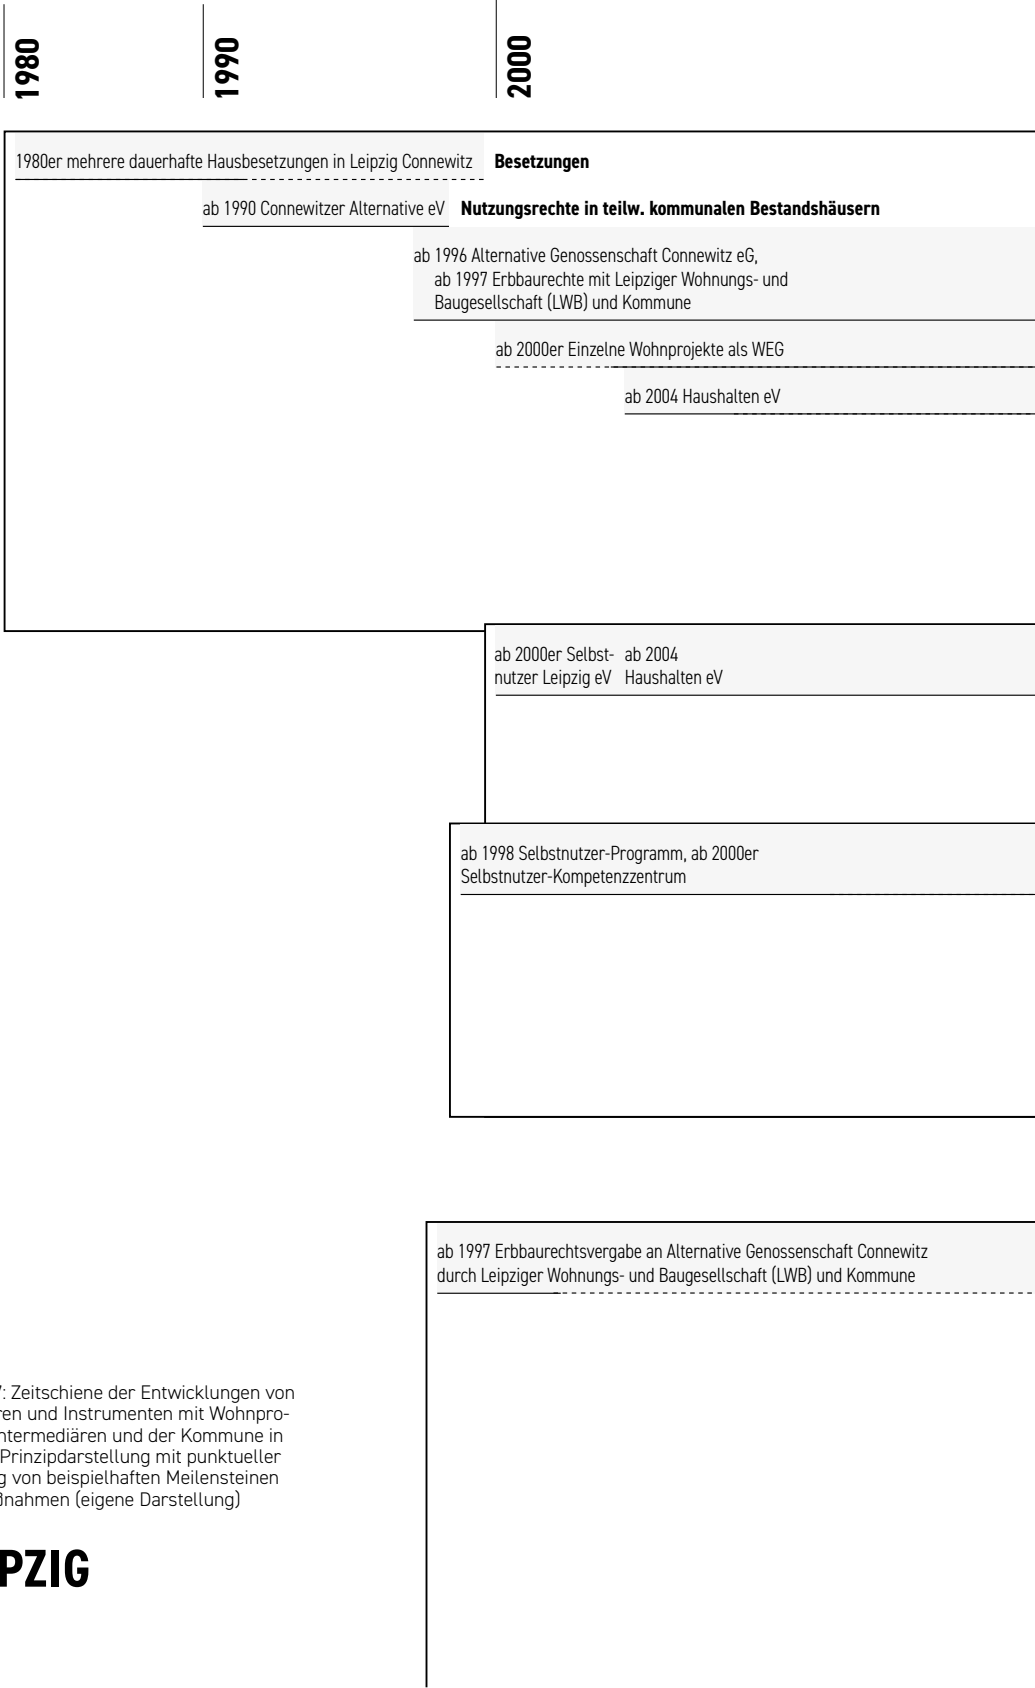 1980
1990
2000
1980er mehrere dauerhafte Hausbesetzungen in Leipzig Connewitz Besetzungen
ab 1990 Connewitzer Alternative eV Nutzungsrechte in teilw. kommunalen Bestandshäusern
ab 1996 Alternative Genossenschaft Connewitz eG,
ab 1997 Erbbaurechte mit Leipziger Wohnungs- und
Baugesellschaft (LWB) und Kommune
ab 2000er Einzelne Wohnprojekte als WEG
ab 2004 Haushalten eV
ab 2000er Selbst-
nutzer Leipzig eV
ab 2004
Haushalten eV
ab 1998 Selbstnutzer-Programm, ab 2000er
Selbstnutzer-Kompetenzzentrum
ab 1997 Erbbaurechtsvergabe an Alternative Genossenschaft Connewitz
durch Leipziger Wohnungs- und Baugesellschaft (LWB) und Kommune
: Zeitschiene der Entwicklungen von
ren und Instrumenten mit Wohnpro-
ntermediären und der Kommune in
Prinzipdarstellung mit punktueller
g von beispielhaften Meilensteinen
ßnahmen (eigene Darstellung)
PZIG